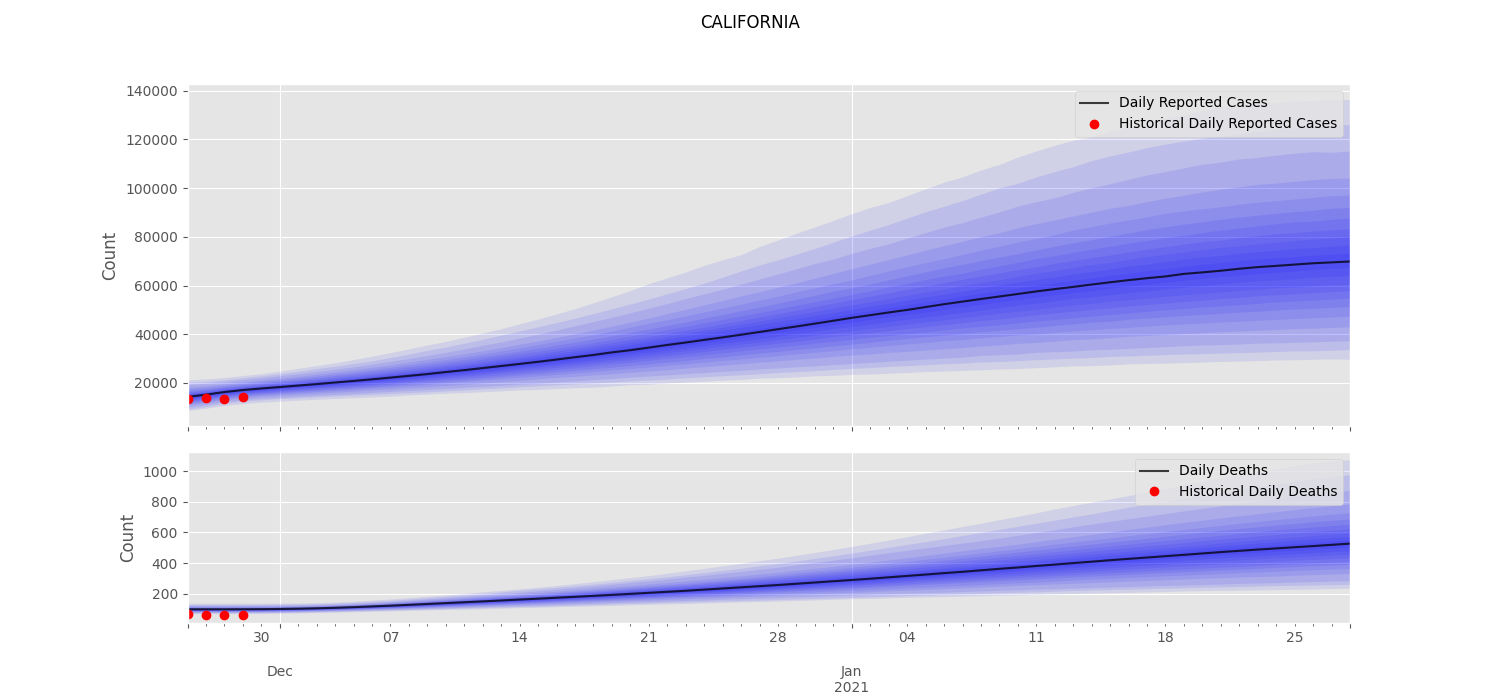 CALIFORNIA
140000
120000
100000
80000
60000
40000
20000
Count
Daily Reported Cases
Historical Daily Reported Cases
1000
800
600
400
200
Count
Daily Deaths
Historical Daily Deaths
30 07 14 21 28 04 11 18 25
Dec Jan
2021